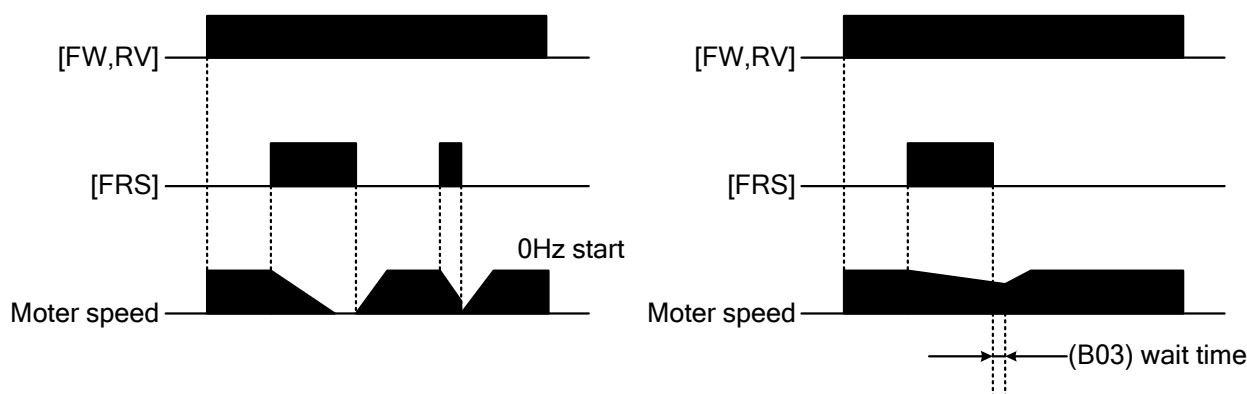 [FW,RV]
[FRS]
0Hz start
Moter speed
[FW,RV]
[FRS]
Moter speed
(B03) wait time